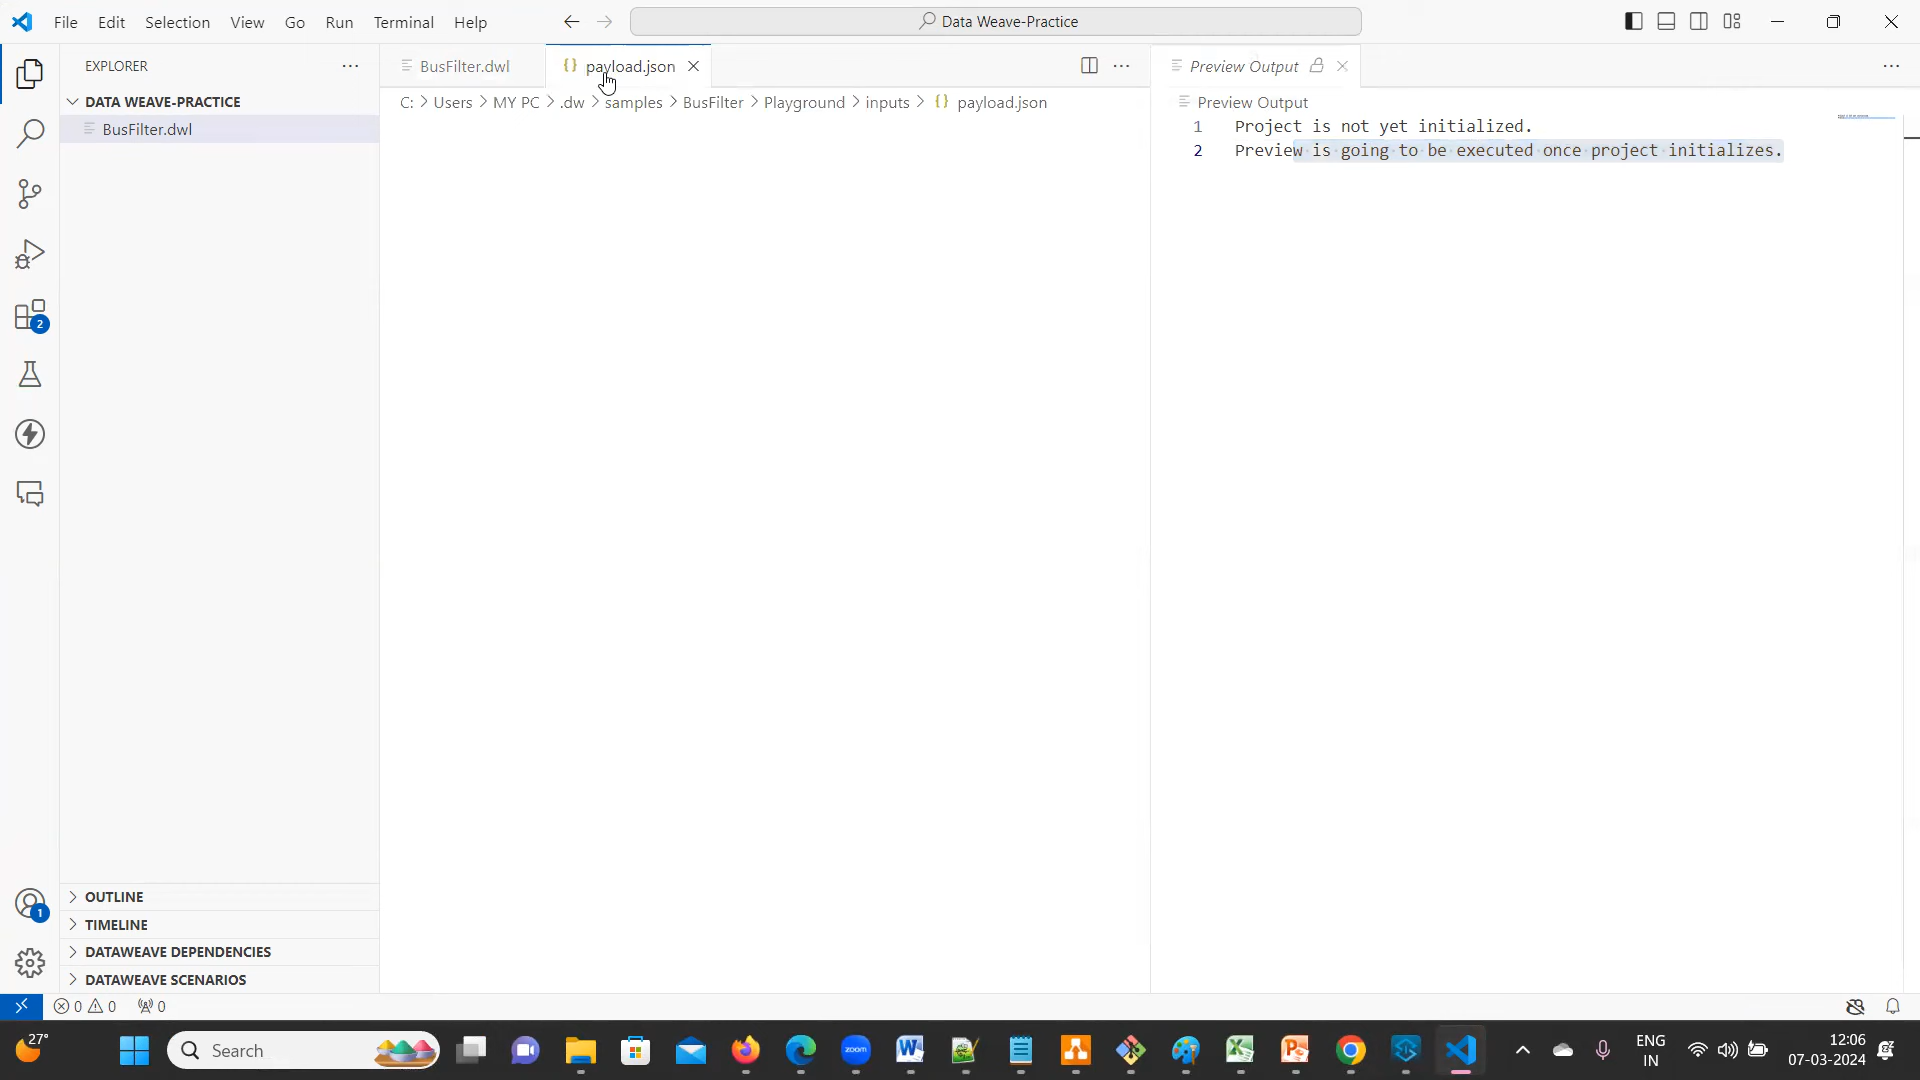 File Edit Selection View Go Run Terminal Help
Data Weave-Practice
EXPLORER
DATA WEAVE-PRACTICE
BusFilter.dwl
OUTLINE
TIMELINE
DATAWEAVE DEPENDENCIES
DATAWEAVE SCENARIOS
2
1
BusFilter.dwl
payload.json
C: > Users > MY PC > .dw > samples > BusFilter > Playground > inputs > {} payload.json
Preview Output
Preview Output
1 Project is not yet initialized.
2 Preview is going to be executed once project initializes.
0 0 0
27°
Search
zoom
ENG
IN
12:06
07-03-2024